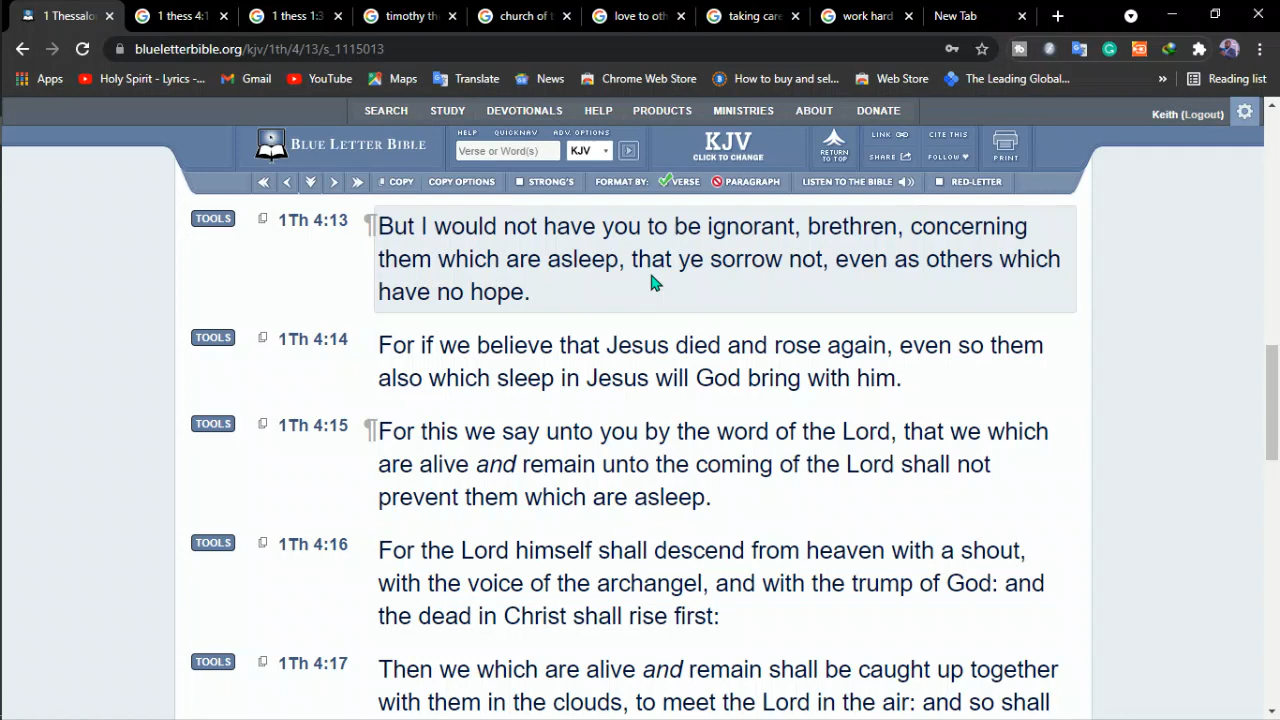 1 Thessalo
1 thess 4:1
1 thess 1:3
timothy the
church of t
love to oth
taking care
work hard
New Tab
blueletterbible.org/kjv/1th/4/13/s_1115013
Apps
Holy Spirit - Lyrics -...
Gmail
YouTube
Maps
Translate
News
Chrome Web Store
How to buy and sel...
Web Store
The Leading Global...
»
Reading list
SEARCH STUDY DEVOTIONALS HELP PRODUCTS MINISTRIES ABOUT DONATE
Keith (Logout)
BLUE LETTER BIBLE
HELP QUICKNAV ADV. OPTIONS
Verse or Word(s) KJV
KJV
CLICK TO CHANGE
RETURN
TO TOP
LINK
SHARE
CITE THIS
FOLLOW
PRINT
COPY COPY OPTIONS STRONG'S FORMAT BY: VERSE PARAGRAPH LISTEN TO THE BIBLE RED-LETTER
TOOLS 1Th 4:13 ¶But I would not have you to be ignorant, brethren, concerning
them which are asleep, that ye sorrow not, even as others which
have no hope.
TOOLS 1Th 4:14 For if we believe that Jesus died and rose again, even so them
also which sleep in Jesus will God bring with him.
TOOLS 1Th 4:15 ¶For this we say unto you by the word of the Lord, that we which
are alive and remain unto the coming of the Lord shall not
prevent them which are asleep.
TOOLS 1Th 4:16 For the Lord himself shall descend from heaven with a shout,
with the voice of the archangel, and with the trump of God: and
the dead in Christ shall rise first:
TOOLS 1Th 4:17 Then we which are alive and remain shall be caught up together
with them in the clouds, to meet the Lord in the air: and so shall